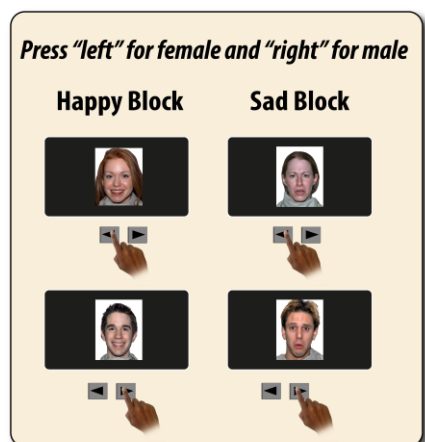 Press “left” for female and “right” for male
Happy Block Sad Block